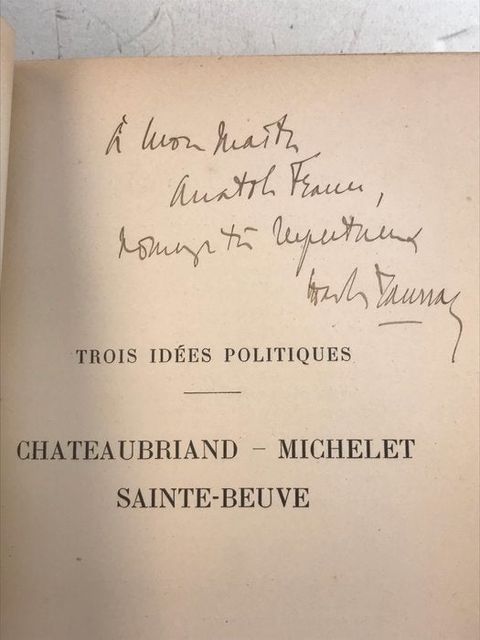 À mon Maître
Anatole France,
hommage très respectueux
Charles Maurras
TROIS IDÉES POLITIQUES
CHATEAUBRIAND – MICHELET
SAINTE-BEUVE